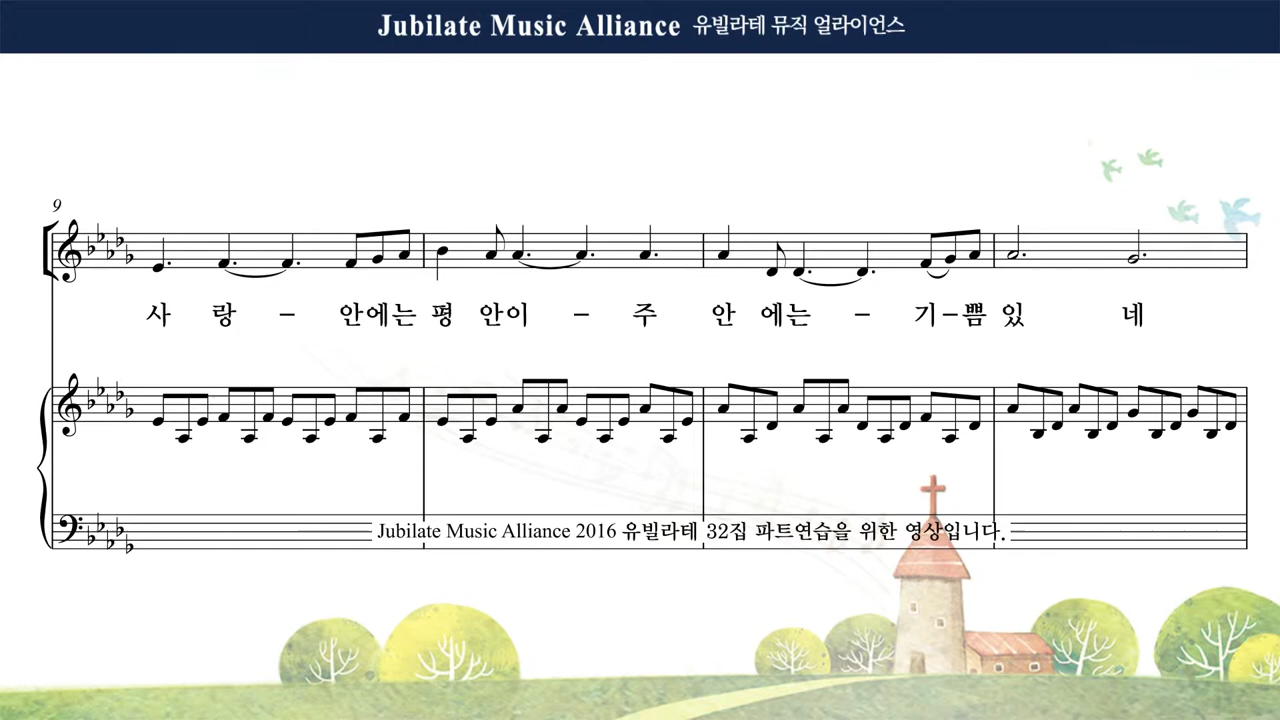 Jubilate Music Alliance 유빌라테 뮤직 얼라이언스
9
사 랑 - 안에는 평 안이 - 주 안 에는 - 기-쁨 있 네
Jubilate Music Alliance 2016 유빌라테 32집 파트연습을 위한 영상입니다.